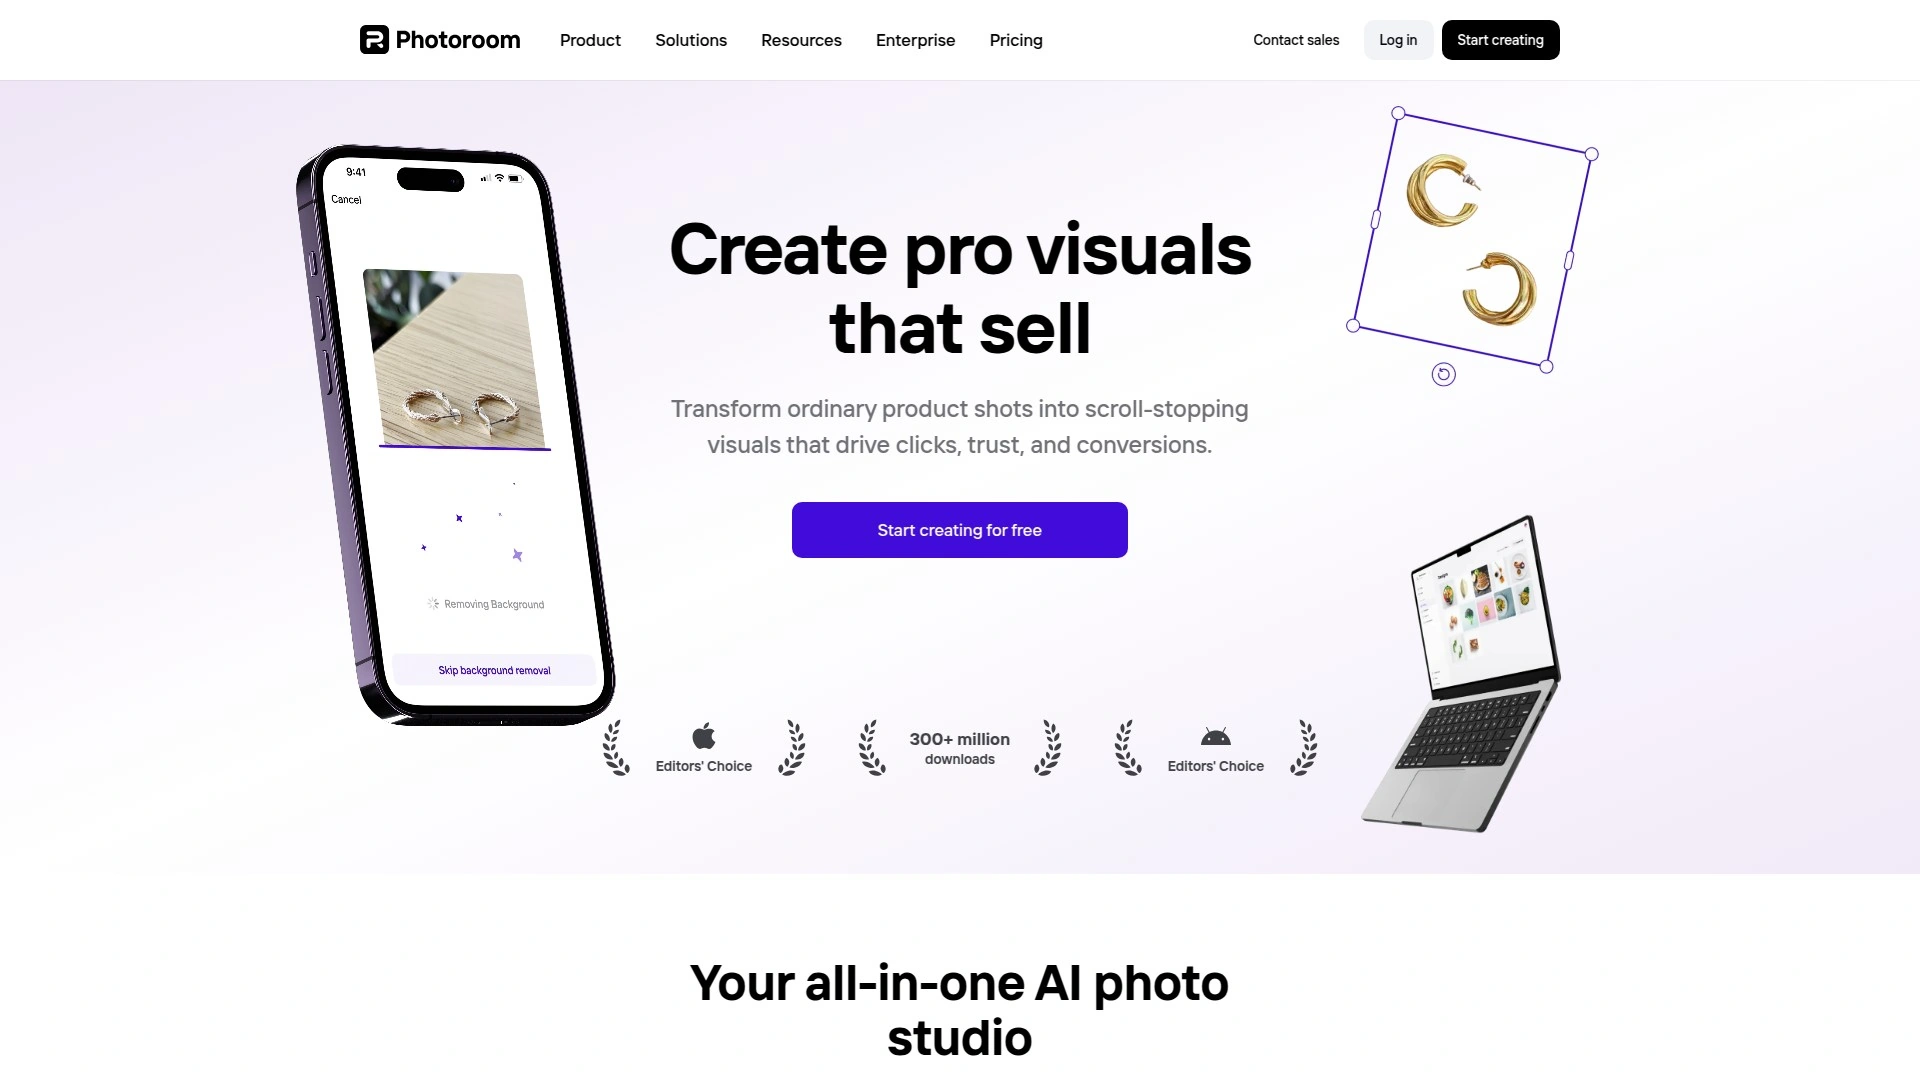 Photoroom
Product
Solutions
Resources
Enterprise
Pricing
Contact sales
Log in
Start creating
9:41
Cancel
Removing Background
Skip background removal
Create pro visuals
that sell
Transform ordinary product shots into scroll-stopping
visuals that drive clicks, trust, and conversions.
Start creating for free
Editors' Choice
300+ million
downloads
Editors' Choice
Your all-in-one AI photo
studio